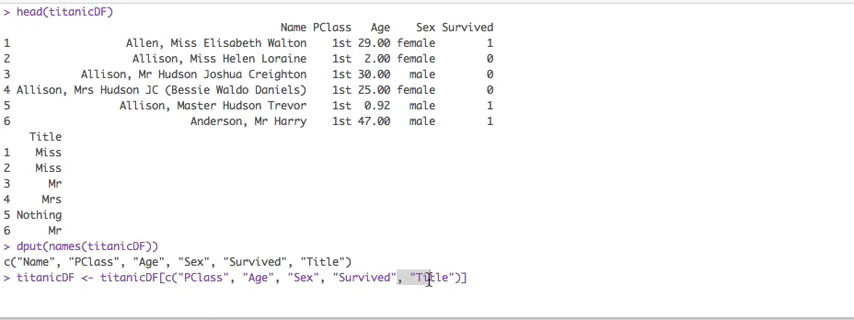 > head(titanicDF)
Name PClass Age Sex Survived
1 Allen, Miss Elisabeth Walton 1st 29.00 female 1
2 Allison, Miss Helen Loraine 1st 2.00 female 0
3 Allison, Mr Hudson Joshua Creighton 1st 30.00 male 0
4 Allison, Mrs Hudson JC (Bessie Waldo Daniels) 1st 25.00 female 0
5 Allison, Master Hudson Trevor 1st 0.92 male 1
6 Anderson, Mr Harry 1st 47.00 male 1
Title
1 Miss
2 Miss
3 Mr
4 Mrs
5 Nothing
6 Mr
> dput(names(titanicDF))
c("Name", "PClass", "Age", "Sex", "Survived", "Title")
> titanicDF <- titanicDF[c("PClass", "Age", "Sex", "Survived", "Title")]